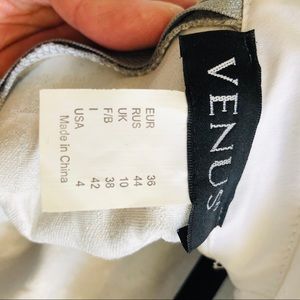 VENUS
EUR 36
RUS 44
UK 10
F/B 38
I 42
USA 4
Made in China